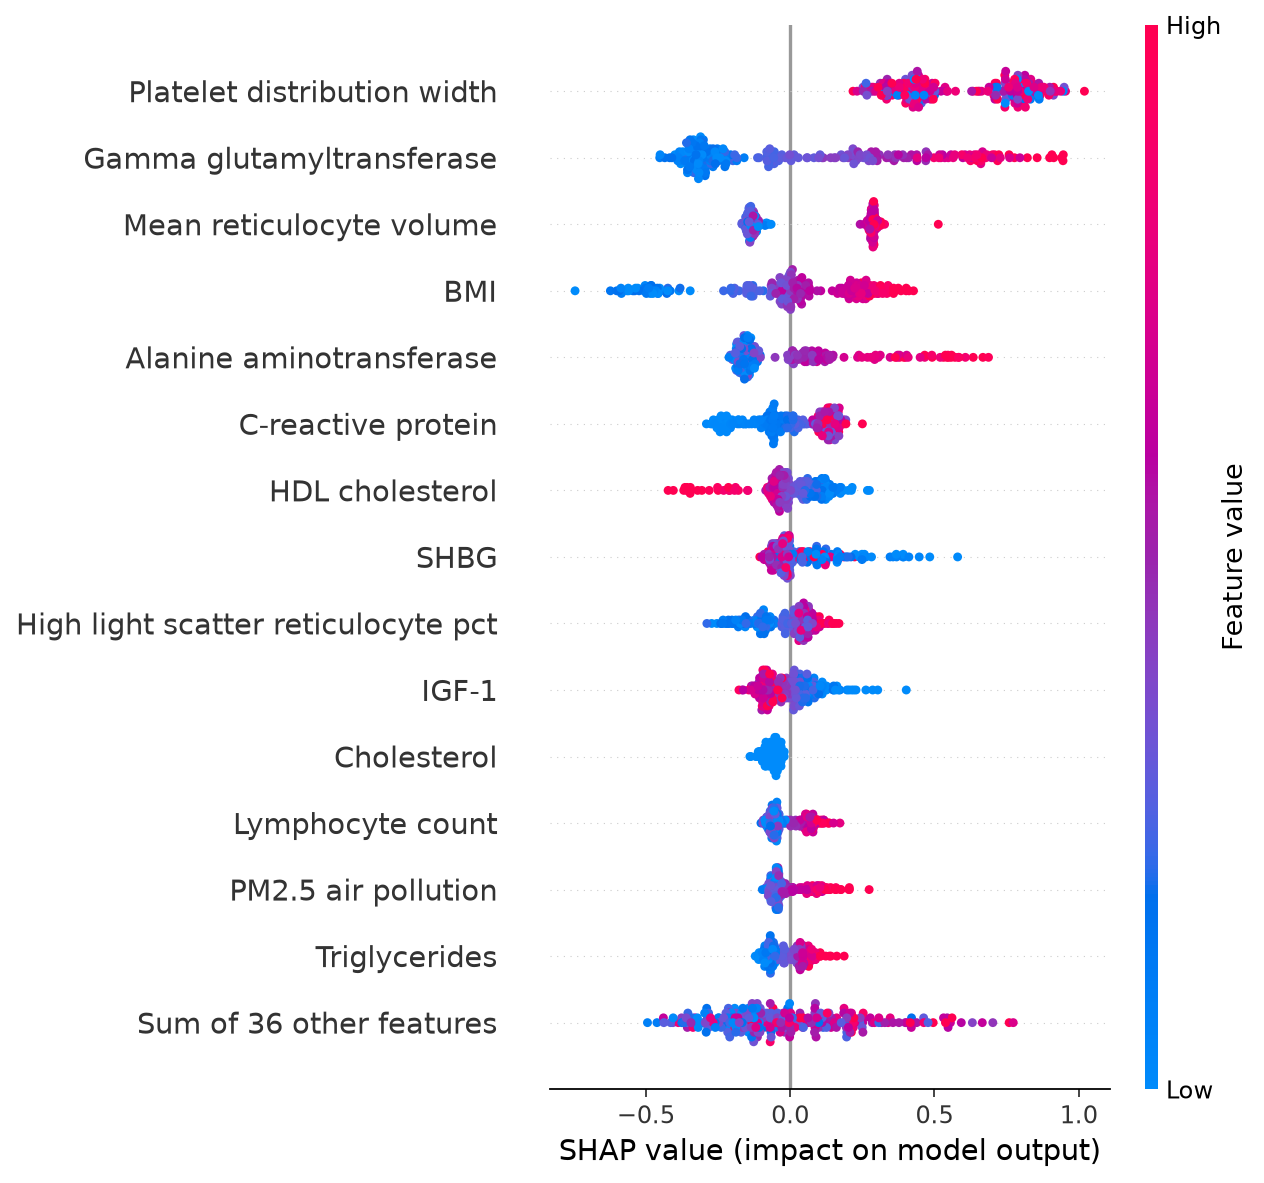 High
Platelet distribution width
Gamma glutamyltransferase
Mean reticulocyte volume
BMI
Alanine aminotransferase
C-reactive protein
HDL cholesterol
SHBG
High light scatter reticulocyte pct
IGF-1
Cholesterol
Lymphocyte count
PM2.5 air pollution
Triglycerides
Sum of 36 other features
Feature value
Low
−0.5 0.0 0.5 1.0
SHAP value (impact on model output)